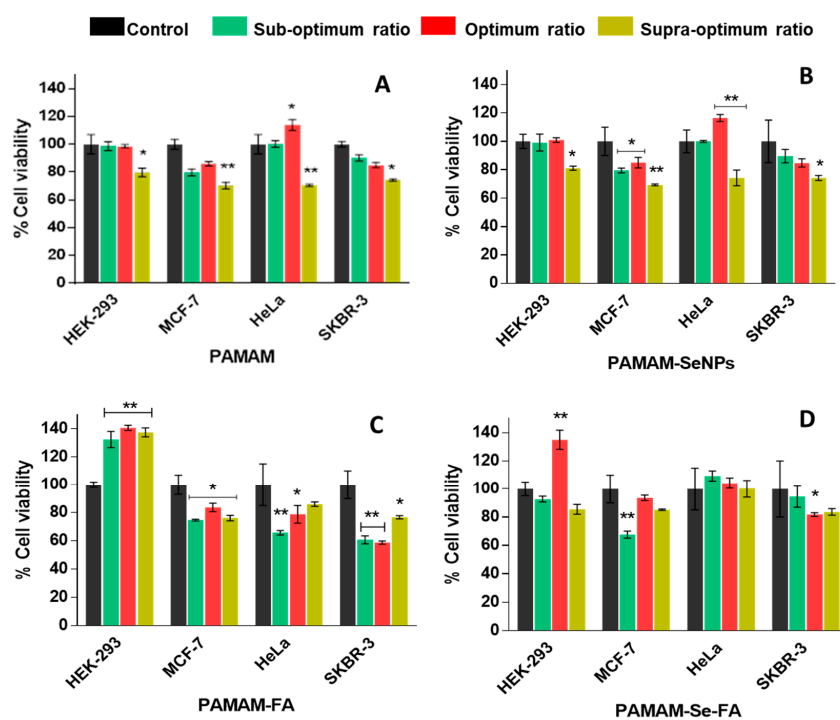 Control Sub-optimum ratio Optimum ratio Supra-optimum ratio
A
% Cell viability
140
120
100
80
60
40
20
0
* ** * ** *
HEK-293 MCF-7 HeLa SKBR-3
PAMAM
B
% Cell viability
140
120
100
80
60
40
20
0
* * ** ** *
HEK-293 MCF-7 HeLa SKBR-3
PAMAM-SeNPs
C
% Cell viability
140
120
100
80
60
40
20
0
** * ** * ** *
HEK-293 MCF-7 HeLa SKBR-3
PAMAM-FA
D
% Cell viability
140
120
100
80
60
40
20
0
** ** *
HEK-293 MCF-7 HeLa SKBR-3
PAMAM-Se-FA